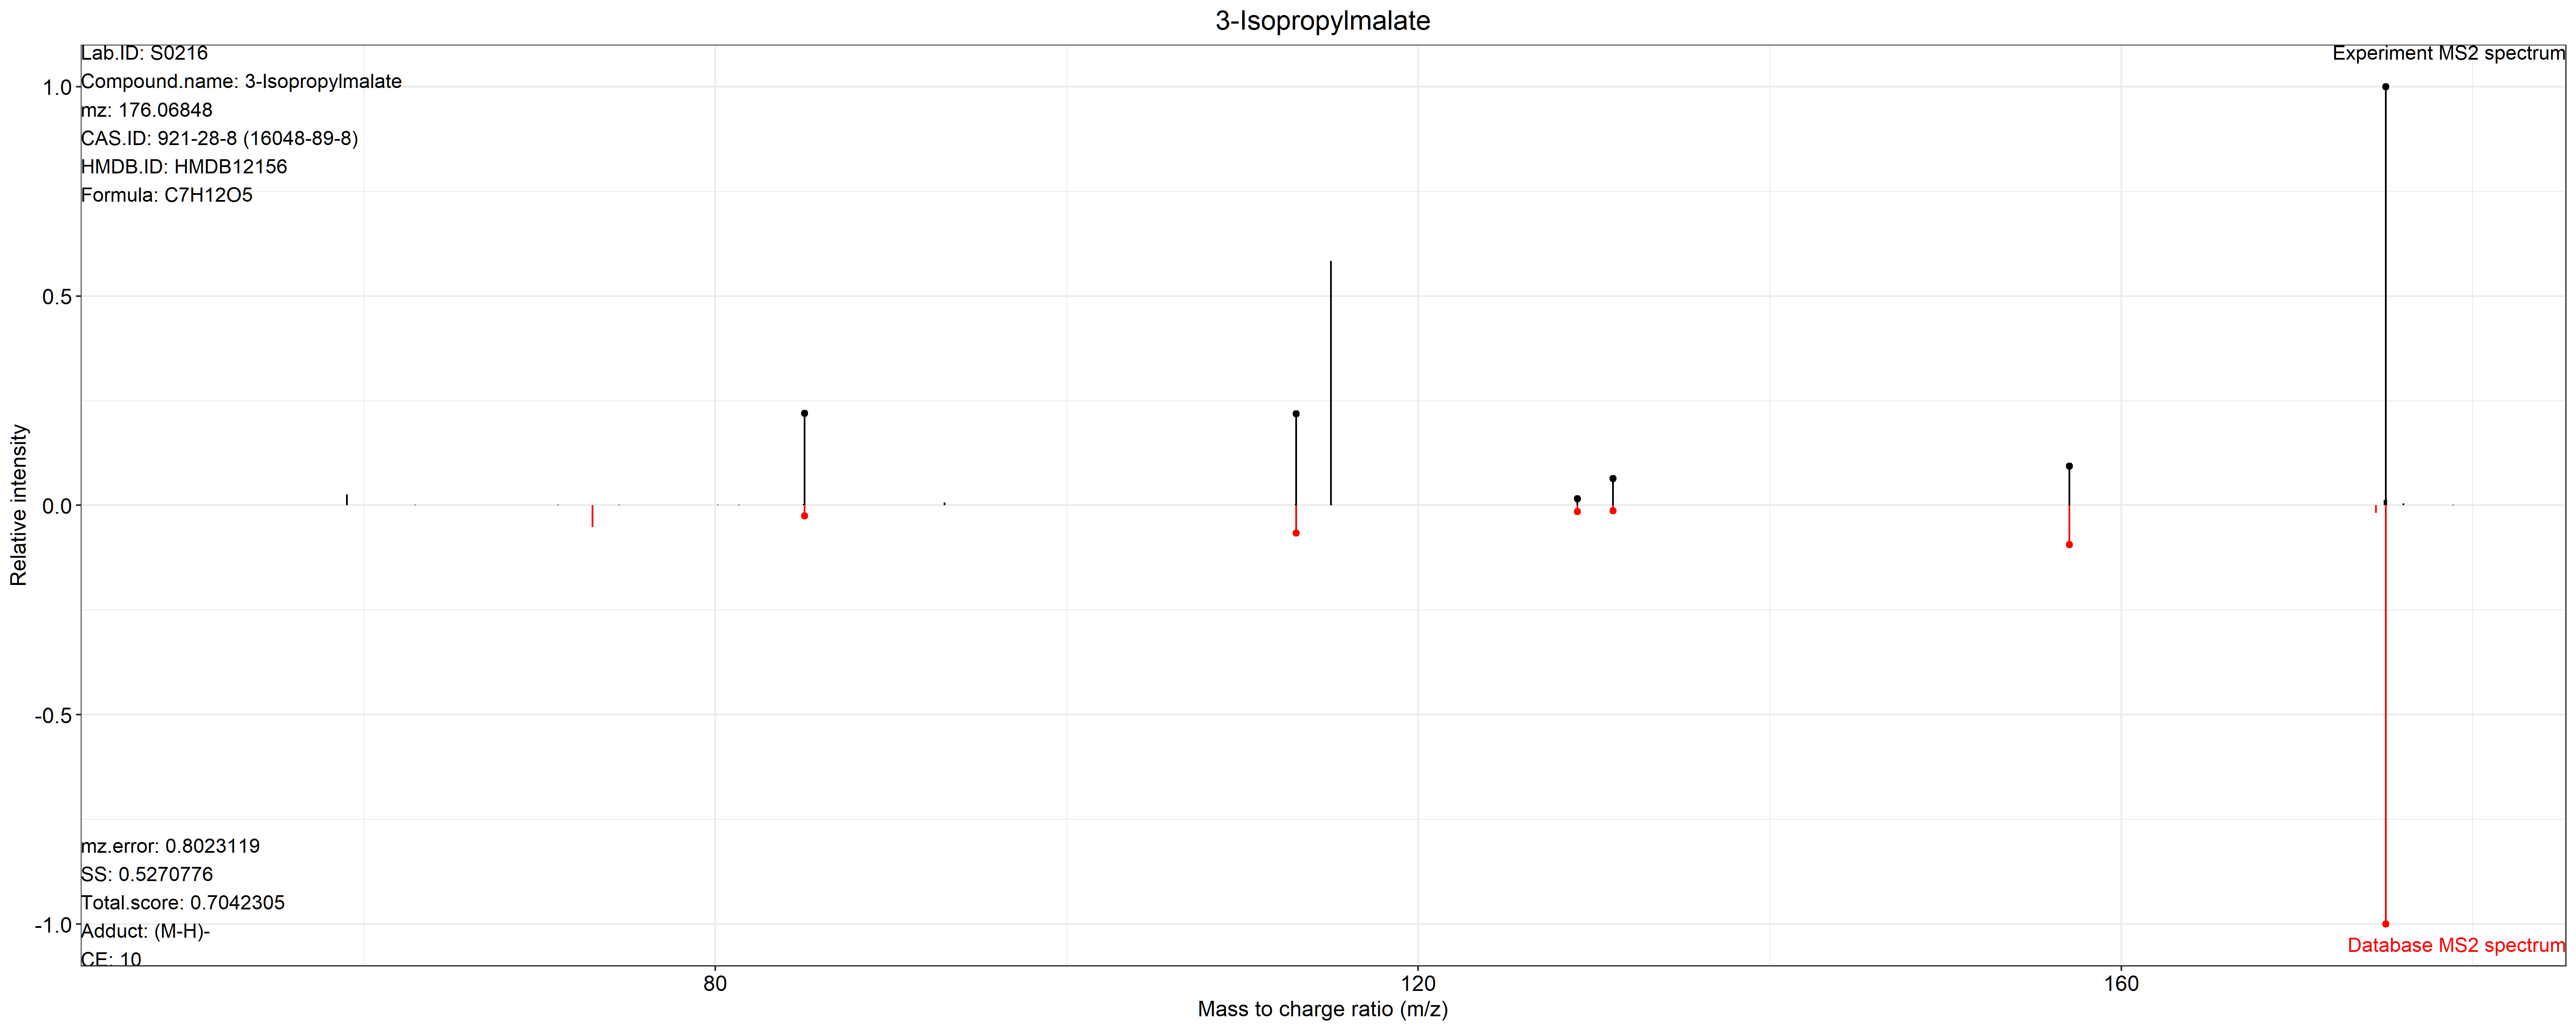 3-Isopropylmalate
Lab.ID: S0216
Compound.name: 3-Isopropylmalate
mz: 176.06848
CAS.ID: 921-28-8 (16048-89-8)
HMDB.ID: HMDB12156
Formula: C7H12O5
Experiment MS2 spectrum
1.0
0.5
0.0
-0.5
-1.0
Relative intensity
mz.error: 0.8023119
SS: 0.5270776
Total.score: 0.7042305
Adduct: (M-H)-
CE: 10
Database MS2 spectrum
80
120
160
Mass to charge ratio (m/z)